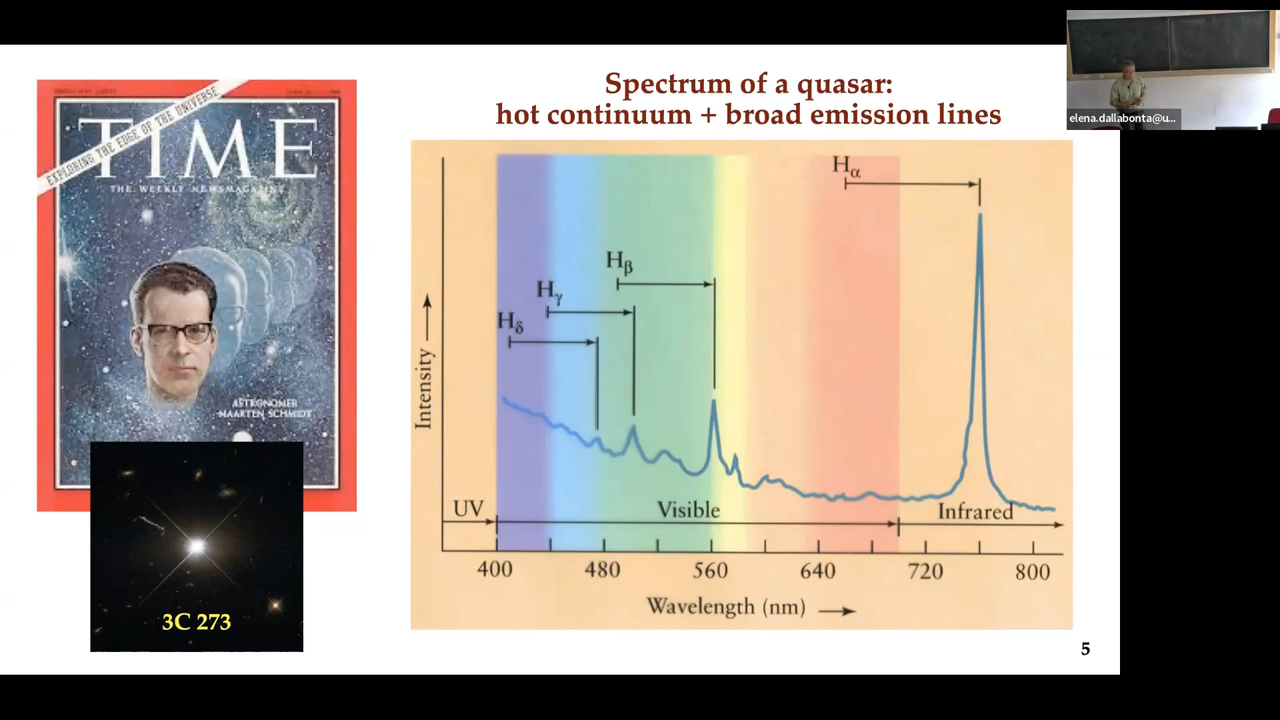 EXPLORING THE EDGE OF THE UNIVERSE
TIME
THE WEEKLY NEWSMAGAZINE
ASTRONOMER
MAARTEN SCHMIDT
3C 273
Spectrum of a quasar:
hot continuum + broad emission lines
Hα
Hβ
Hγ
Hδ
Intensity
UV
Visible
Infrared
400 480 560 640 720 800
Wavelength (nm)
5
elena.dallabonta@u...